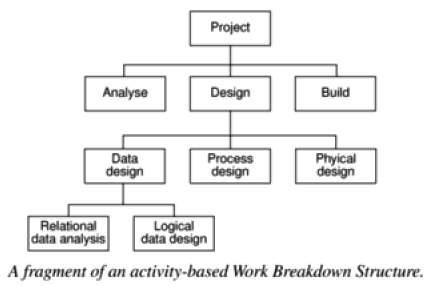 Project
Analyse
Design
Build
Data
design
Process
design
Phyical
design
Relational
data analysis
Logical
data design
A fragment of an activity-based Work Breakdown Structure.